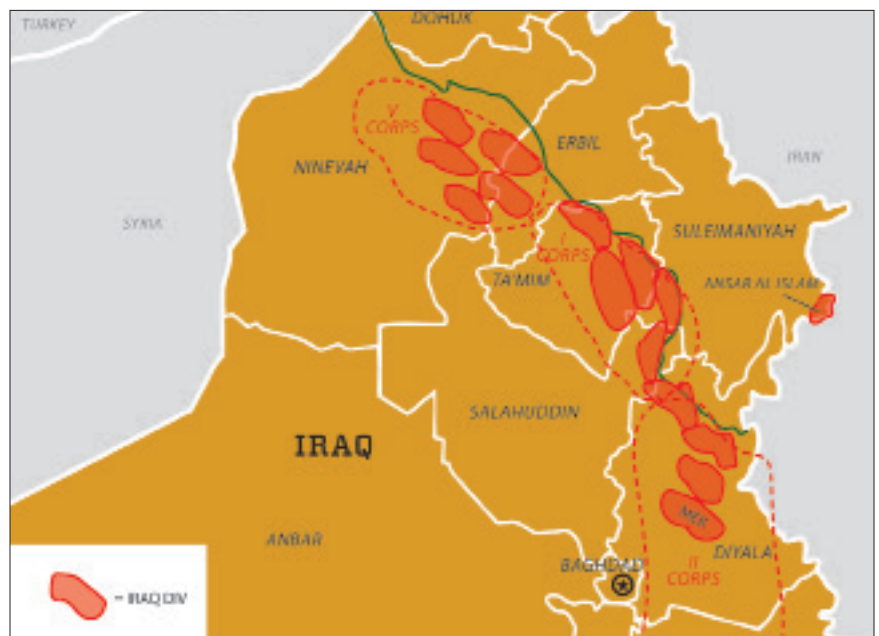 TURKEY
DOHUK
V
CORPS
ERBIL
NINEVAH
IRAN
SYRIA
SULEIMANIYAH
I
CORPS
TA'MIM
ANSAR AL ISLAM
SALAHUDDIN
IRAQ
MEK
ANBAR
DIYALA
BAGHDAD
II
CORPS
= IRAQ DIV